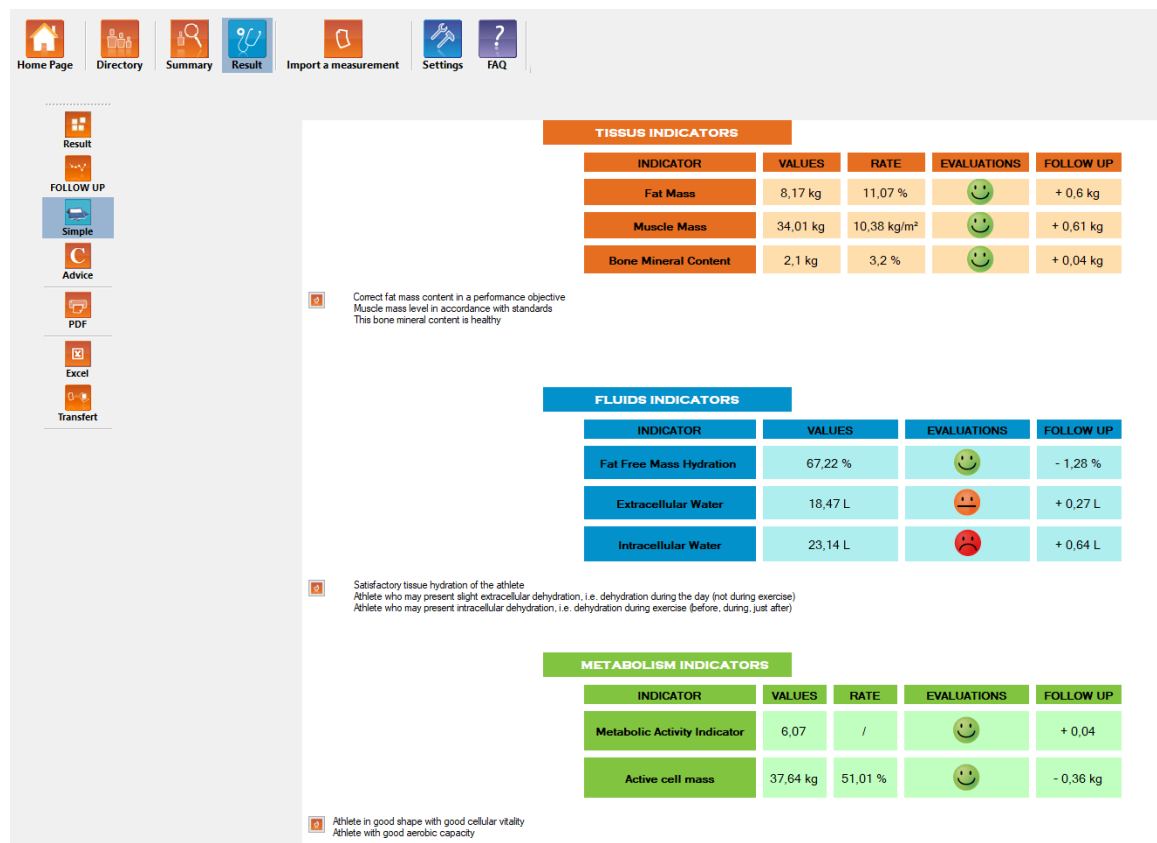 Home Page Directory Summary Result Import a measurement Settings FAQ
Result
FOLLOW UP
Simple
Advice
PDF
Excel
Transfert
TISSUS INDICATORS
INDICATOR VALUES RATE EVALUATIONS FOLLOW UP
Fat Mass 8,17 kg 11,07 % + 0,6 kg
Muscle Mass 34,01 kg 10,38 kg/m² + 0,61 kg
Bone Mineral Content 2,1 kg 3,2 % + 0,04 kg
Correct fat mass content in a perfomance objective
Muscle mass level in accordance with standards
This bone mineral content is healthy
FLUIDS INDICATORS
INDICATOR VALUES EVALUATIONS FOLLOW UP
Fat Free Mass Hydration 67,22 % - 1,28 %
Extracellular Water 18,47 L + 0,27 L
Intracellular Water 23,14 L + 0,64 L
Satisfactory tissue hydration of the athlete
Athlete who may present slight extracellular dehydration, i.e. dehydration during the day (not during exercise)
Athlete who may present intracellular dehydration, i.e. dehydration during exercise (before, during, just after)
METABOLISM INDICATORS
INDICATOR VALUES RATE EVALUATIONS FOLLOW UP
Metabolic Activity Indicator 6,07 / + 0,04
Active cell mass 37,64 kg 51,01 % - 0,36 kg
Athlete in good shape with good cellular vitality
Athlete with good aerobic capacity